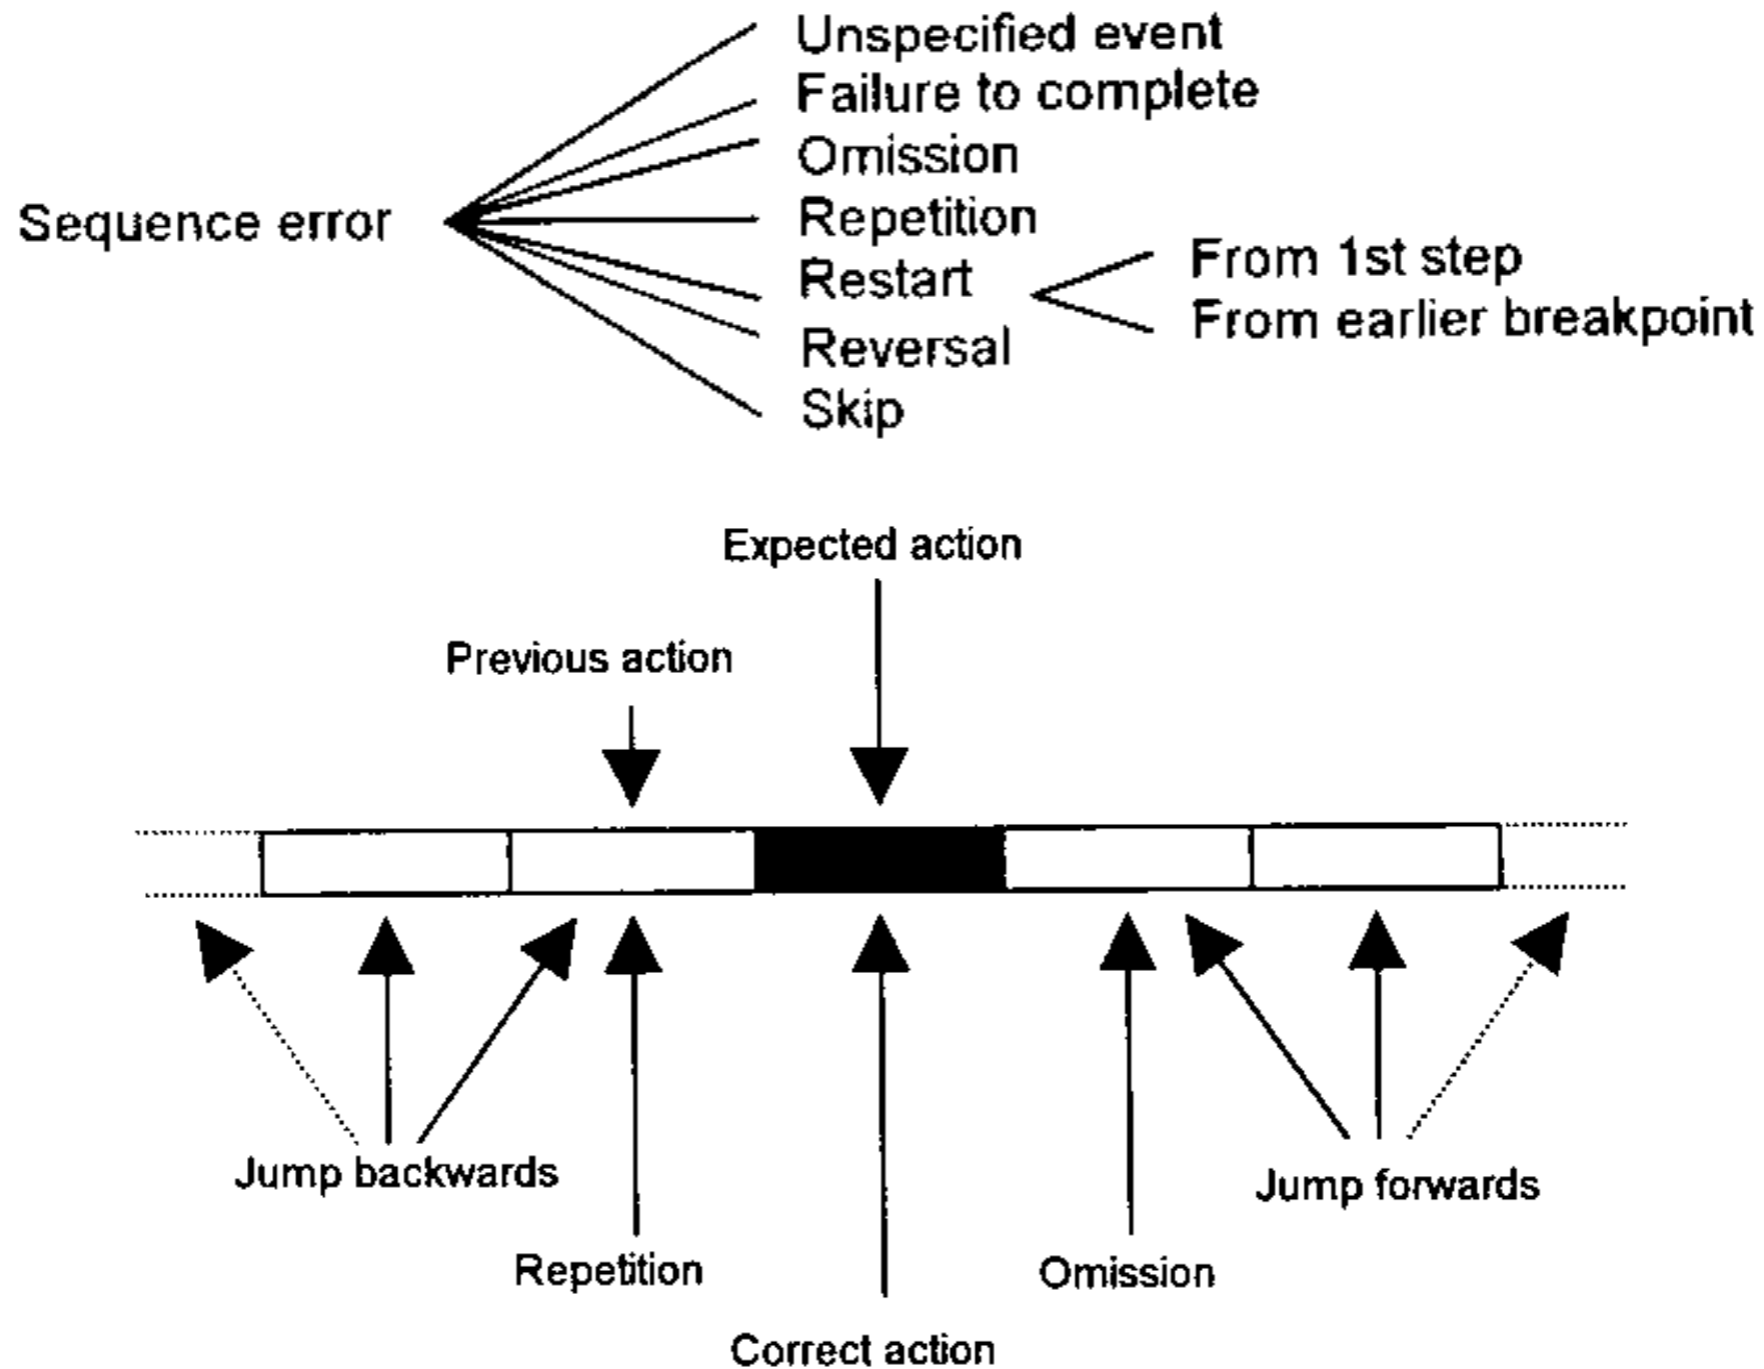 Unspecified event
Failure to complete
Omission
Sequence error
Repetition
Restart
From 1st step
From earlier breakpoint
Reversal
Skip
Expected action
Previous action
Jump backwards
Jump forwards
Repetition
Omission
Correct action